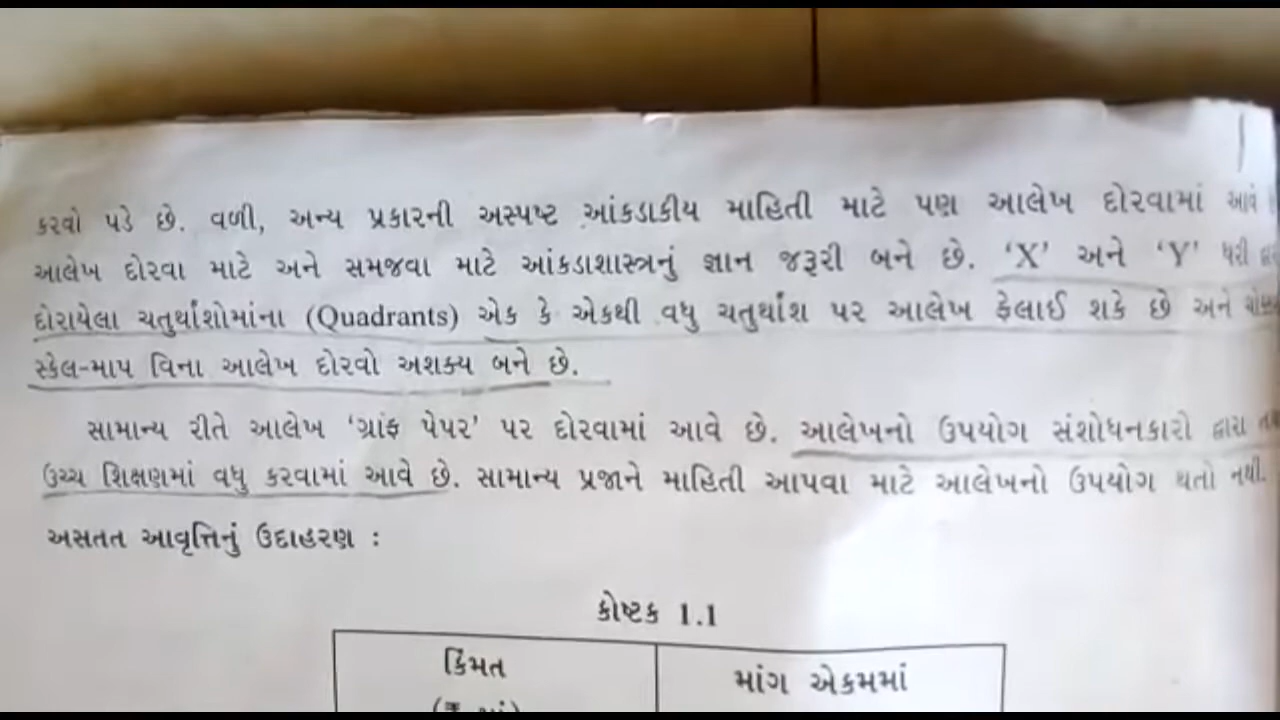 કરવો પડે છે. વળી, અન્ય પ્રકારની અસ્પષ્ટ આંકડાકીય માહિતી માટે પણ આલેખ દોરવામાં આવે
આલેખ દોરવા માટે અને સમજવા માટે આંકડાશાસ્ત્રનું જ્ઞાન જરૂરી બને છે. ‘X’ અને ‘Y’ ધરી
દોરાયેલા ચતુર્થાંશોમાંના (Quadrants) એક કે એકથી વધુ ચતુર્થાંશ પર આલેખ ફેલાઈ શકે છે અને
સ્કેલ-માપ વિના આલેખ દોરવો અશક્ય બને છે.
સામાન્ય રીતે આલેખ ‘ગ્રાંફ પેપર’ પર દોરવામાં આવે છે. આલેખનો ઉપયોગ સંશોધનકારો દ્વારા
ઉચ્ચ શિક્ષણમાં વધુ કરવામાં આવે છે. સામાન્ય પ્રજાને માહિતી આપવા માટે આલેખનો ઉપયોગ થતો નથી.
અસતત આવૃત્તિનું ઉદાહરણ :
કોષ્ટક 1.1
કિંમત
માંગ એકમમાં